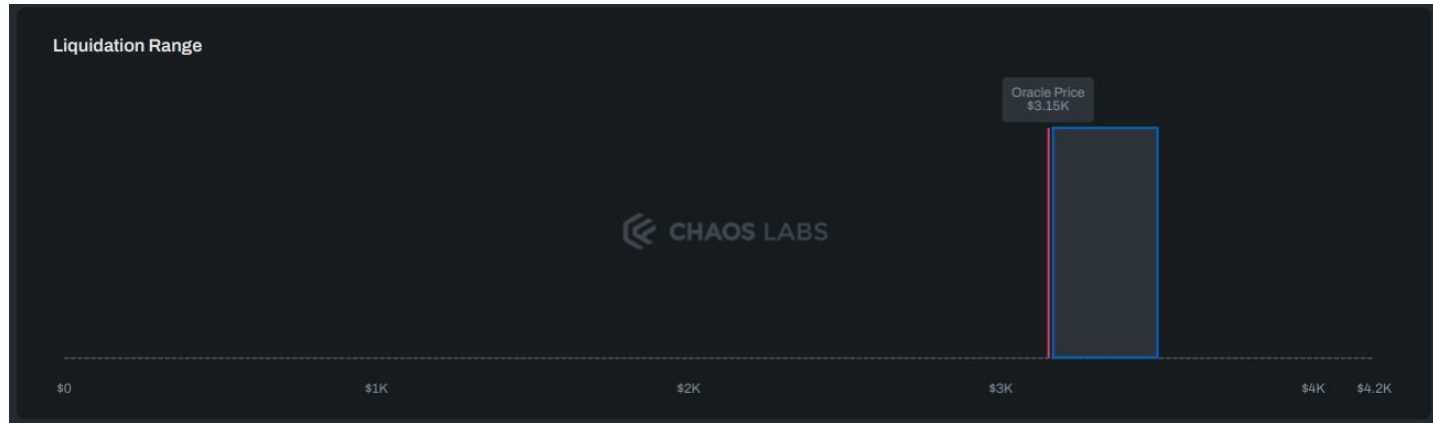 Liquidation Range
Oracle Price
$3.15K
CHAOS LABS
$0 $1K $2K $3K $4K $4.2K